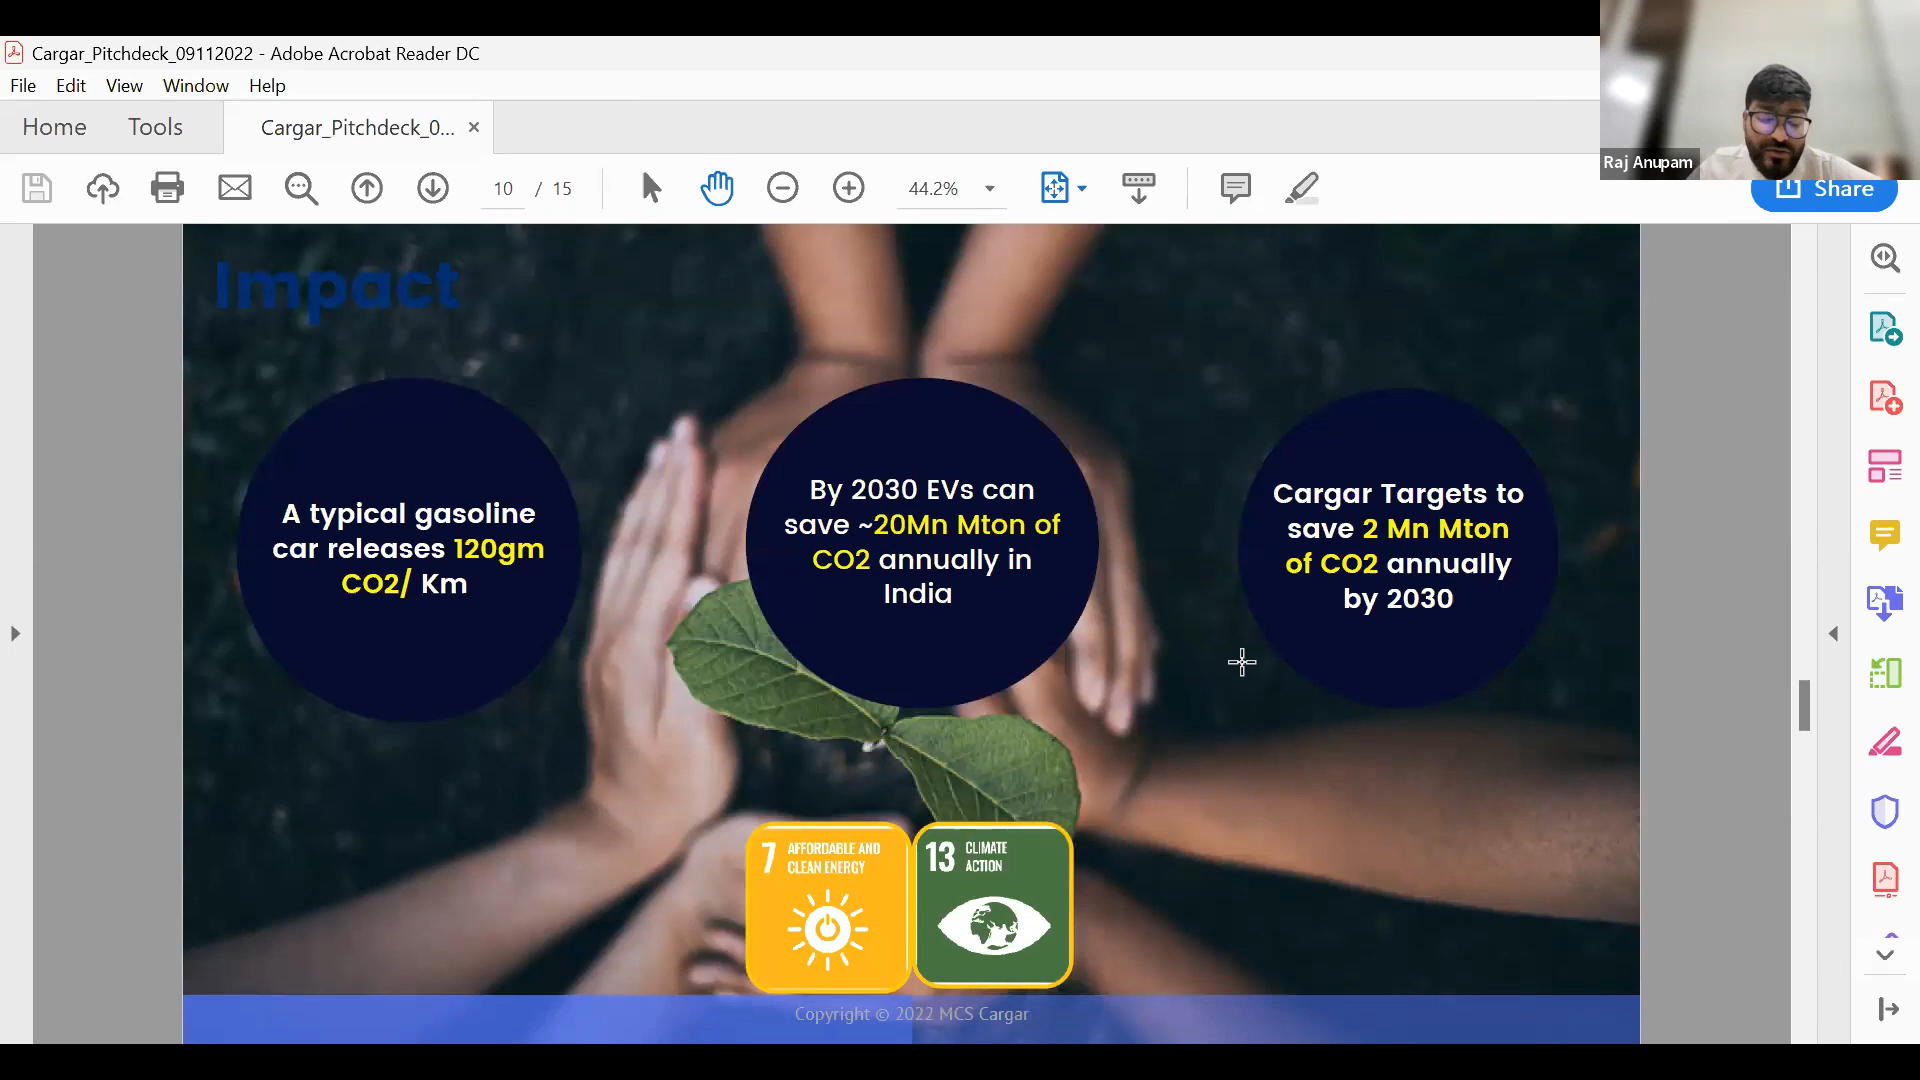 Cargar_Pitchdeck_09112022 - Adobe Acrobat Reader DC
File Edit View Window Help
Home Tools Cargar_Pitchdeck_0... ×
10 / 15 44.2%
Share
Raj Anupam
Impact
A typical gasoline
car releases 120gm
CO2/ Km
By 2030 EVs can
save ~20Mn Mton of
CO2 annually in
India
Cargar Targets to
save 2 Mn Mton
of CO2 annually
by 2030
7 AFFORDABLE AND
CLEAN ENERGY
13 CLIMATE
ACTION
Copyright © 2022 MCS Cargar